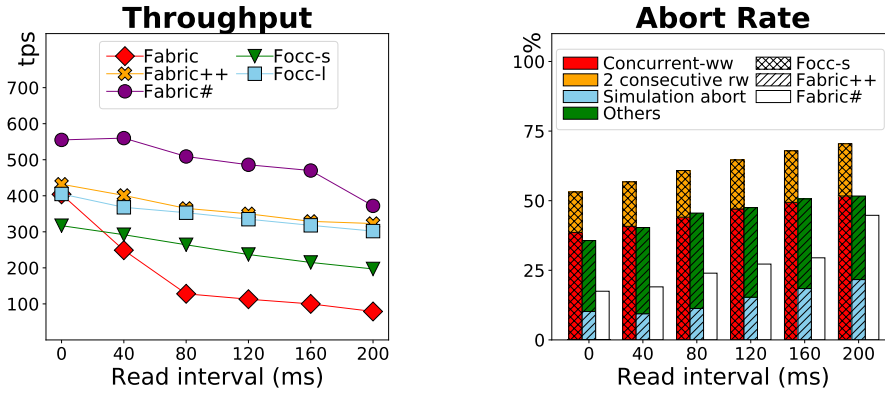 Throughput
tps
Fabric
Fabric++
Fabric#
Focc-s
Focc-l
700
600
500
400
300
200
100
0 40 80 120 160 200
Read interval (ms)
Abort Rate
%
Concurrent-ww
2 consecutive rw
Simulation abort
Others
Focc-s
Fabric++
Fabric#
100
75
50
25
0
0 40 80 120 160 200
Read interval (ms)